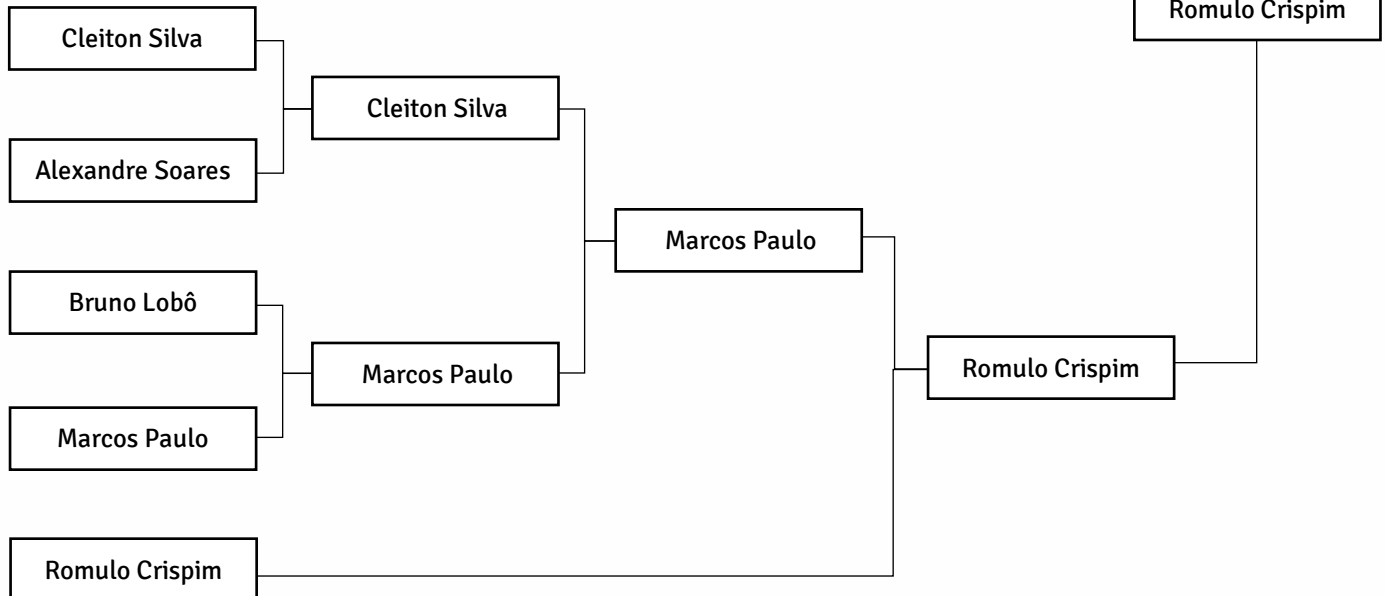 Romulo Crispim
Cleiton Silva
Cleiton Silva
Alexandre Soares
Marcos Paulo
Bruno Lobô
Romulo Crispim
Marcos Paulo
Marcos Paulo
Romulo Crispim